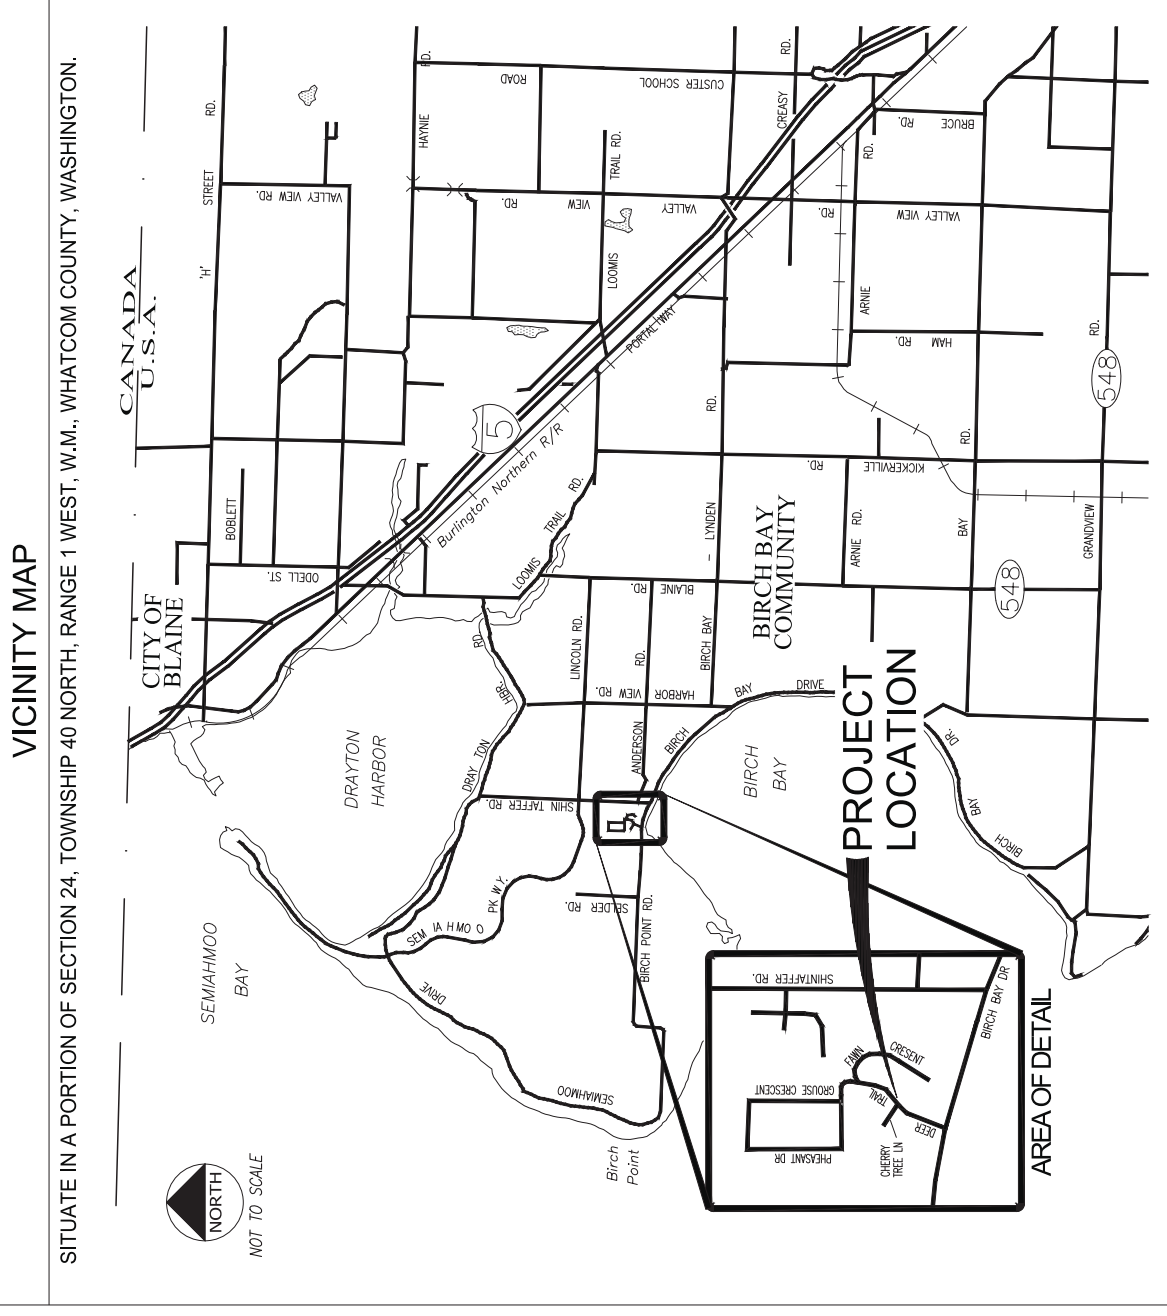 VICINITY MAP
SITUATE IN A PORTION OF SECTION 24, TOWNSHIP 40 NORTH, RANGE 1 WEST, W.M., WHATCOM COUNTY, WASHINGTON.
CANADA
U.S.A.
NORTH
NOT TO SCALE
SEMIAHMOO
BAY
CITY OF
BLAINE
BOBLETT
'H' STREET RD.
ODELL ST.
VALLEY VIEW RD.
DRAYTON
HARBOR
HAYNIE RD.
5
Burlington Northern R/R
CUSTER SCHOOL ROAD
VALLEY VIEW RD.
LOOMIS TRAIL RD.
LOOMIS TRAIL RD.
PORTAL WAY
DRAYTON HBR. RD.
SHINTAFFER RD.
SEMIAHMOO PKWY.
SEMIAHMOO DRIVE
LINCOLN RD.
BLAINE RD.
HARBOR VIEW RD.
ANDERSON RD.
SELDER RD.
BIRCH POINT RD.
Birch
Point
BIRCH BAY - LYNDEN RD.
CREASY RD.
BIRCH BAY
COMMUNITY
BIRCH BAY DRIVE
BIRCH
BAY
KICKERVILLE RD.
VALLEY VIEW RD.
ARNIE RD.
ARNIE RD.
HAM RD.
BRUCE RD.
BAY RD.
BIRCH BAY DR.
GRANDVIEW RD.
548
548
PROJECT
LOCATION
SHINTAFFER RD
BIRCH BAY DR
FAWN CRESENT
GROUSE CRESCENT
PHEASANT DR
DEER TRAIL
CHERRY
TREE LN
AREA OF DETAIL